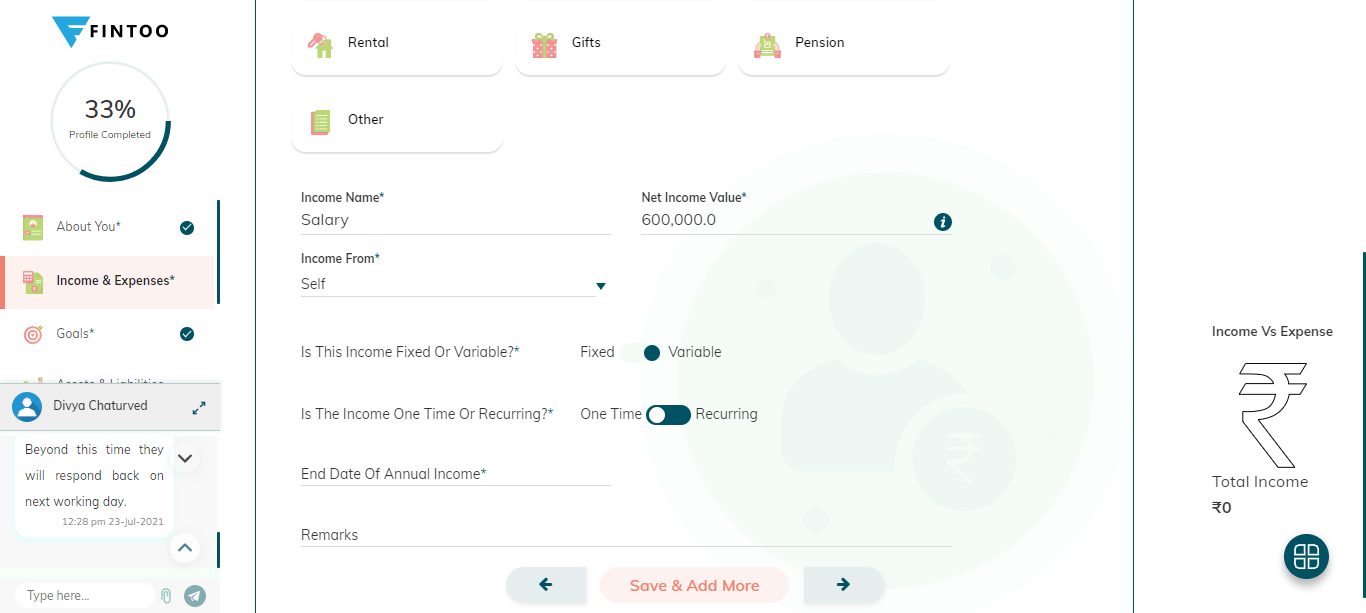 FINTOO
33%
Profile Completed
About You*
Income & Expenses*
Goals*
Assets & Liabilities
Divya Chaturved
Beyond this time they
will respond back on
next working day.
12:28 pm 23-Jul-2021
Type here...
Rental
Gifts
Pension
Other
Income Name*
Salary
Net Income Value*
600,000.0
Income From*
Self
Is This Income Fixed Or Variable?*
Fixed
Variable
Is The Income One Time Or Recurring?*
One Time
Recurring
End Date Of Annual Income*
Remarks
Save & Add More
Income Vs Expense
₹
Total Income
₹0